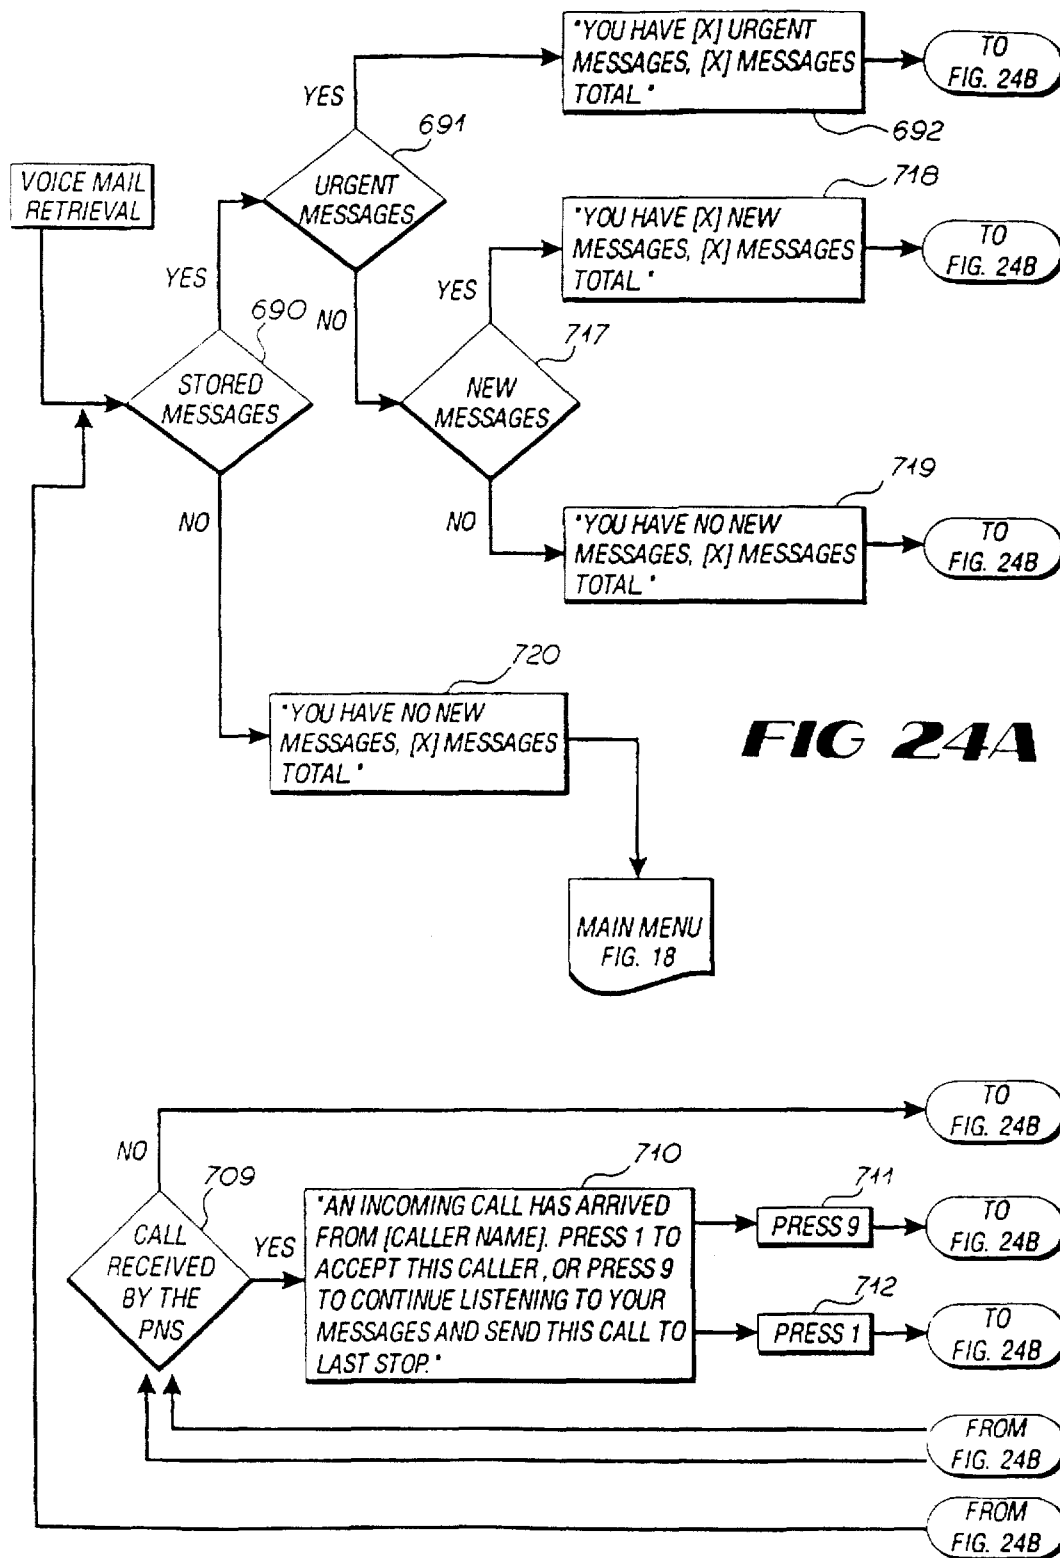 "YOU HAVE [X] URGENT
MESSAGES, [X] MESSAGES
TOTAL."
TO
FIG. 24B
YES
691
692
URGENT
MESSAGES
VOICE MAIL
RETRIEVAL
718
"YOU HAVE [X] NEW
MESSAGES, [X] MESSAGES
TOTAL."
TO
FIG. 24B
YES
YES
NO
690
717
STORED
MESSAGES
NEW
MESSAGES
719
NO
NO
"YOU HAVE NO NEW
MESSAGES, [X] MESSAGES
TOTAL."
TO
FIG. 24B
720
"YOU HAVE NO NEW
MESSAGES, [X] MESSAGES
TOTAL."
FIG 24A
MAIN MENU
FIG. 18
TO
FIG. 24B
NO
709
710
711
CALL
RECEIVED
BY THE
PNS
YES
"AN INCOMING CALL HAS ARRIVED
FROM [CALLER NAME]. PRESS 1 TO
ACCEPT THIS CALLER, OR PRESS 9
TO CONTINUE LISTENING TO YOUR
MESSAGES AND SEND THIS CALL TO
LAST STOP."
PRESS 9
TO
FIG. 24B
712
PRESS 1
TO
FIG. 24B
FROM
FIG. 24B
FROM
FIG. 24B